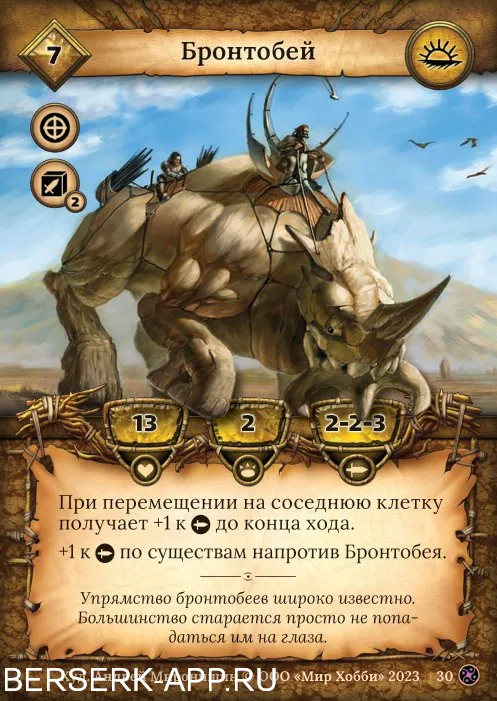 7
Бронтобей
2
13
2
2-2-3
При перемещении на соседнюю клетку
получает +1 к до конца хода.
+1 к по существам напротив Бронтобея.
Упрямство бронтобеев широко известно.
Большинство старается просто не попа-
даться им на глаза.
ООО «Мир Хобби» 2023 30
BERSERK-APP.РУ